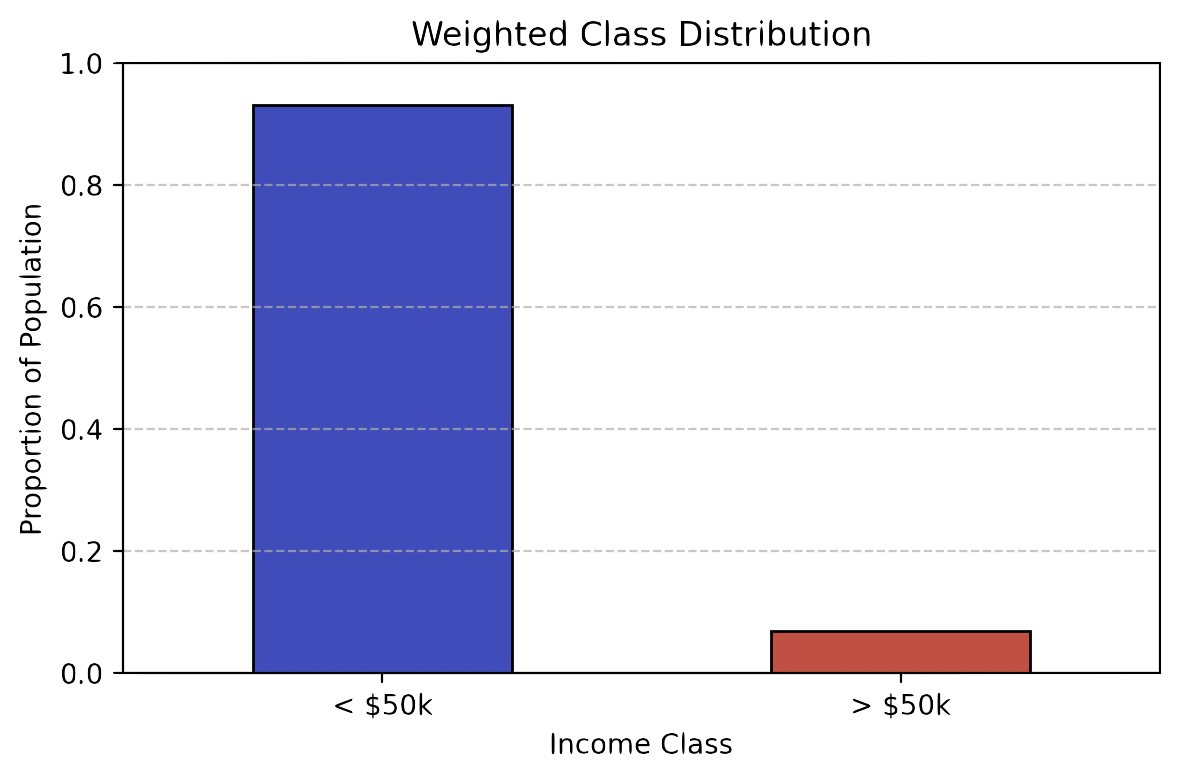 Weighted Class Distribution
Proportion of Population
1.0
0.8
0.6
0.4
0.2
0.0
< $50k
> $50k
Income Class